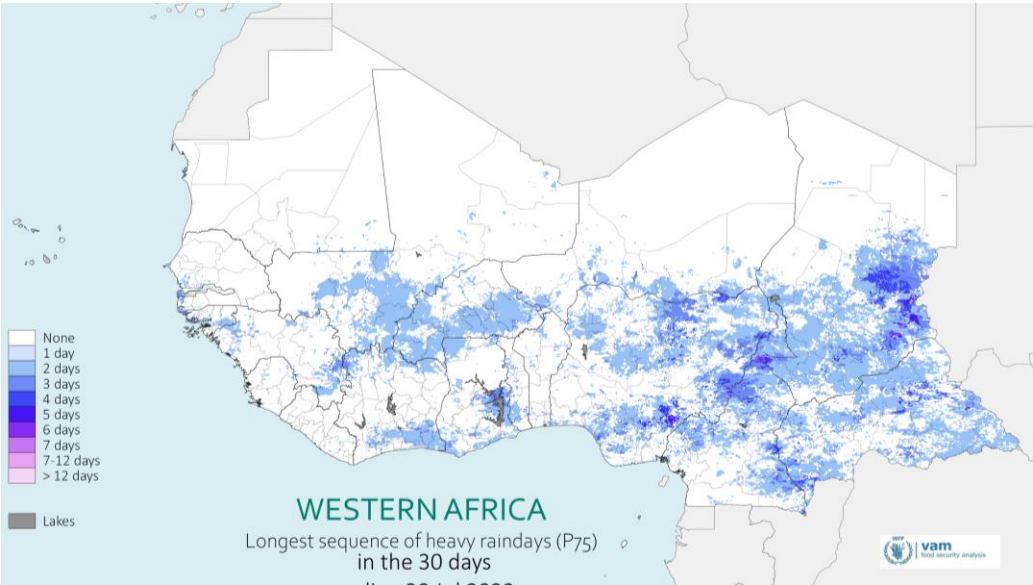 None
1 day
2 days
3 days
4 days
5 days
6 days
7 days
7-12 days
> 12 days
Lakes
WESTERN AFRICA
Longest sequence of heavy raindays (P75)
in the 30 days
WFP
vam
food security analysis